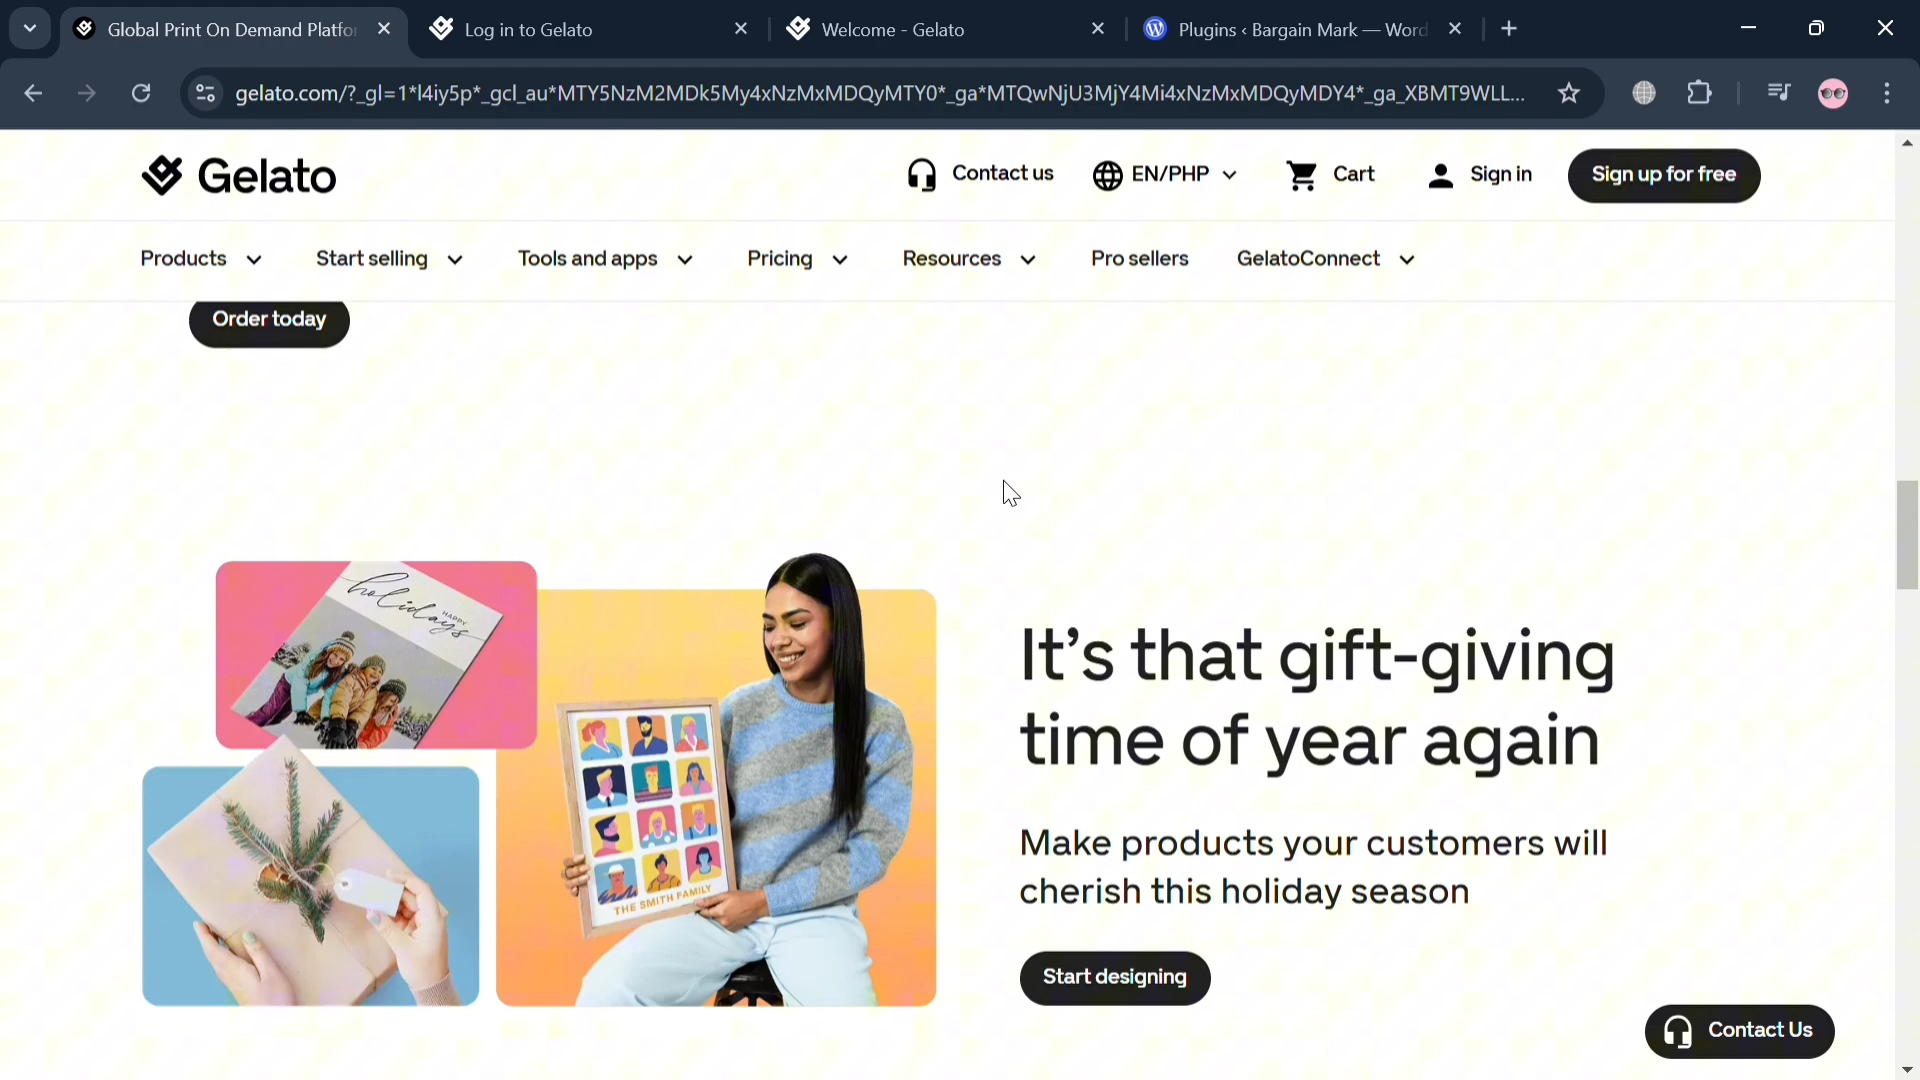 Global Print On Demand Platfo
Log in to Gelato
Welcome - Gelato
Plugins ‹ Bargain Mark — Word
gelato.com/?_gl=1*l4iy5p*_gcl_au*MTY5NzM2MDk5My4xNzMxMDQyMTY0*_ga*MTQwNjU3MjY4Mi4xNzMxMDQyMDY4*_ga_XBMT9WLL...
Gelato
Contact us
EN/PHP
Cart
Sign in
Sign up for free
Products
Start selling
Tools and apps
Pricing
Resources
Pro sellers
GelatoConnect
Order today
HAPPY
holidays
THE SMITH FAMILY
It's that gift-giving
time of year again
Make products your customers will
cherish this holiday season
Start designing
Contact Us